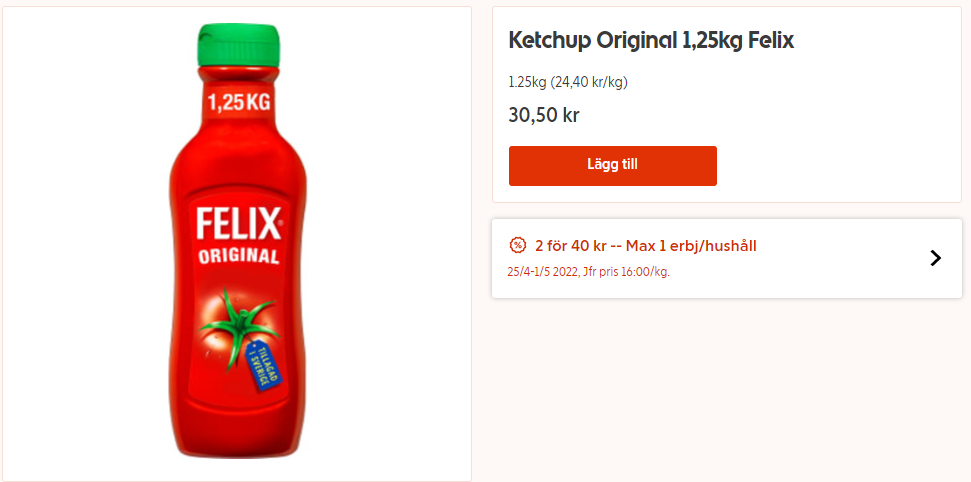 1,25KG
FELIX®
ORIGINAL
TILLAGAD
I SVERIGE
Ketchup Original 1,25kg Felix
1.25kg (24,40 kr/kg)
30,50 kr
Lägg till
% 2 för 40 kr -- Max 1 erbj/hushåll
25/4-1/5 2022, Jfr pris 16:00/kg.